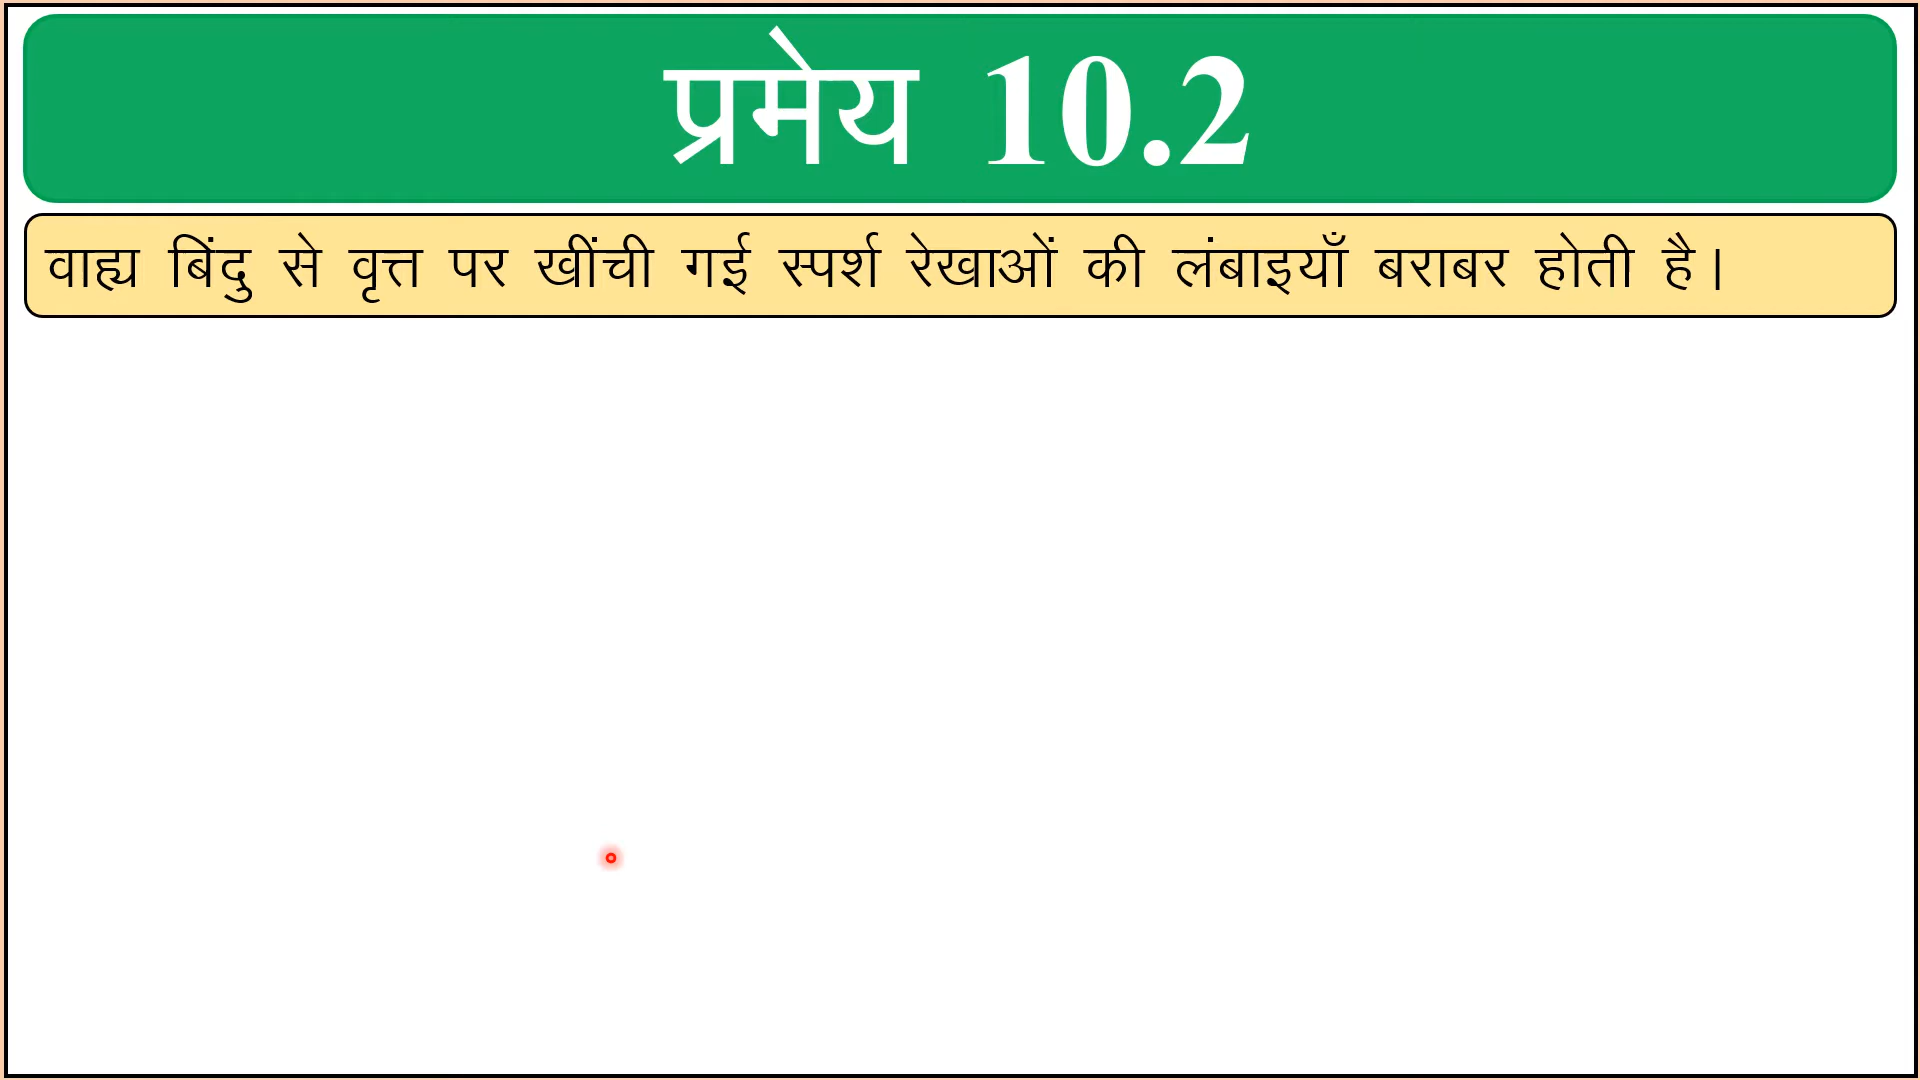 प्रमेय 10.2
वाह्य बिंदु से वृत्त पर खींची गई स्पर्श रेखाओं की लंबाइयाँ बराबर होती है।